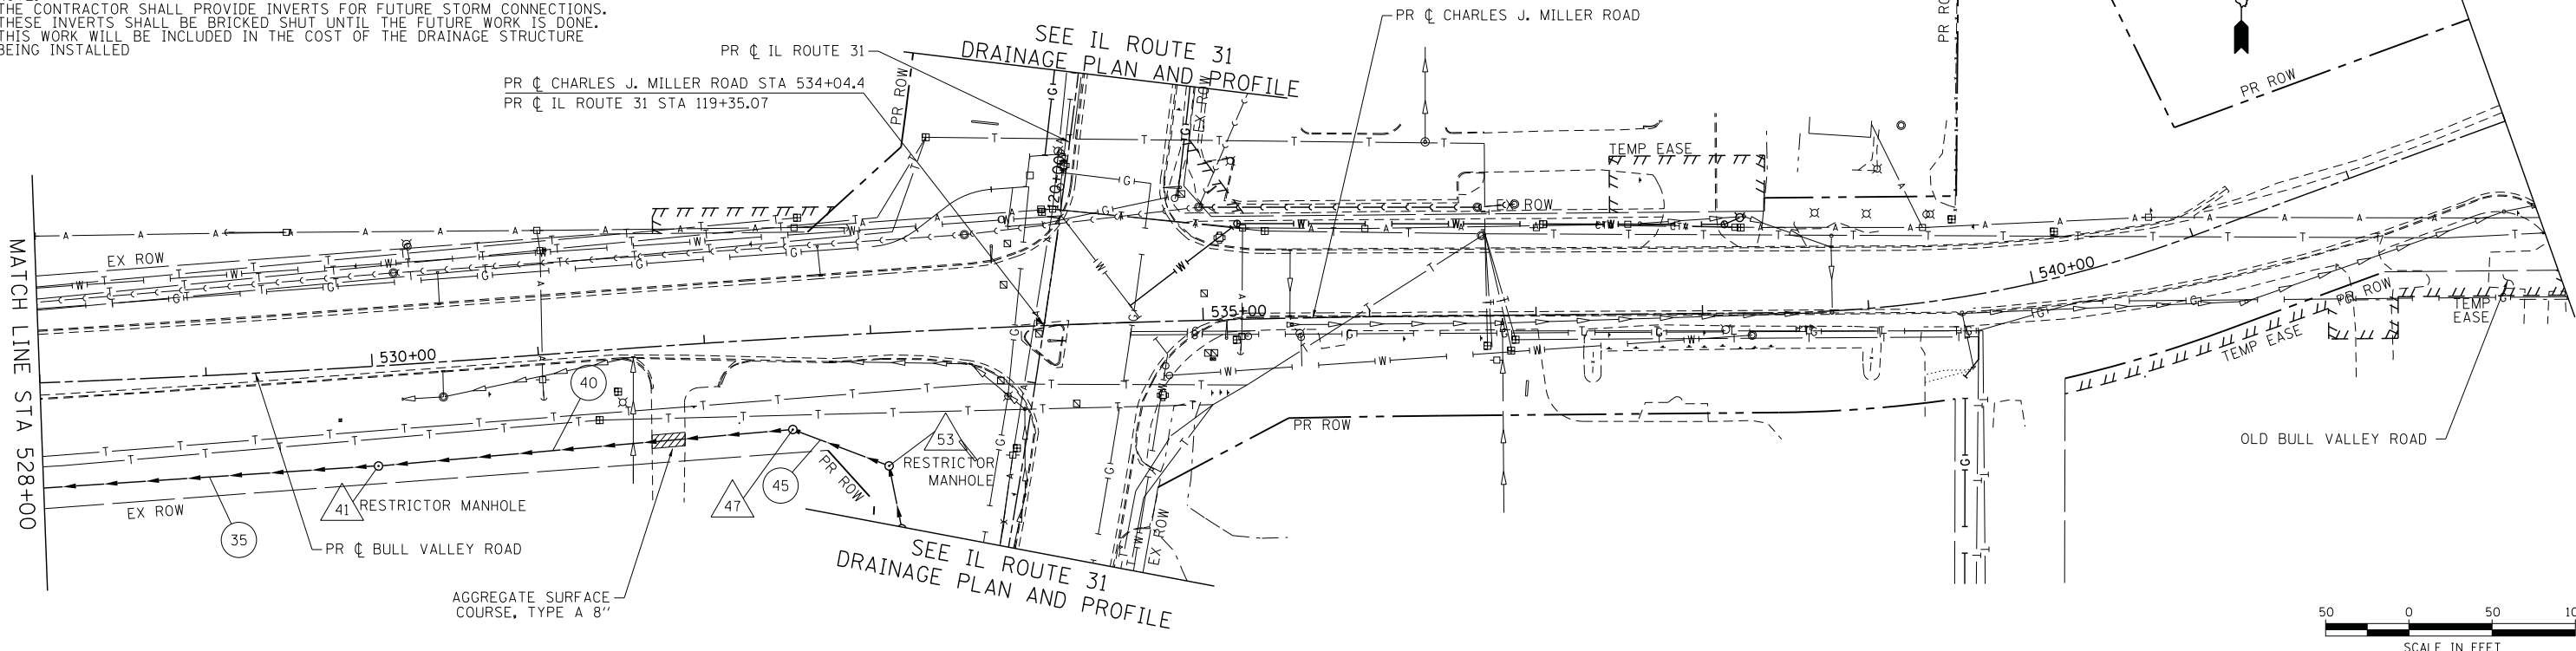 THE CONTRACTOR SHALL PROVIDE INVERTS FOR FUTURE STORM CONNECTIONS.
THESE INVERTS SHALL BE BRICKED SHUT UNTIL THE FUTURE WORK IS DONE.
THIS WORK WILL BE INCLUDED IN THE COST OF THE DRAINAGE STRUCTURE
BEING INSTALLED
PR ℄ IL ROUTE 31
PR ℄ CHARLES J. MILLER ROAD STA 534+04.4
PR ℄ IL ROUTE 31 STA 119+35.07
SEE IL ROUTE 31
DRAINAGE PLAN AND PROFILE
PR ℄ CHARLES J. MILLER ROAD
PR ROW
EX ROW
120+00
TEMP EASE
PR ROW
PR ROW
EX ROW
EX ROW
MATCH LINE STA 528+00
530+00
535+00
540+00
40
53
RESTRICTOR
MANHOLE
45
47
41
RESTRICTOR MANHOLE
35
EX ROW
PR ROW
PR ROW
EX ROW
PR ROW
TEMP EASE
TEMP
EASE
OLD BULL VALLEY ROAD
PR ℄ BULL VALLEY ROAD
AGGREGATE SURFACE
COURSE, TYPE A 8''
SEE IL ROUTE 31
DRAINAGE PLAN AND PROFILE
50 0 50
SCALE IN FEET